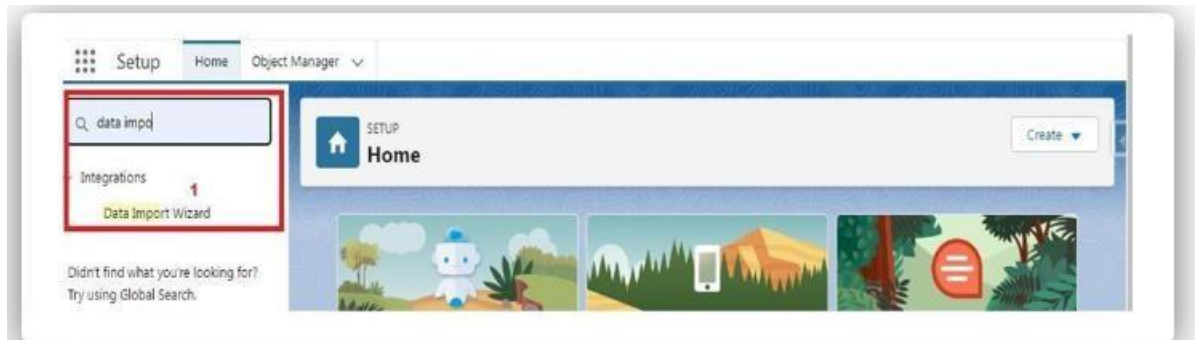 Setup Home Object Manager
data impo
Integrations
1
Data Import Wizard
Didn't find what you're looking for?
Try using Global Search.
SETUP
Home
Create